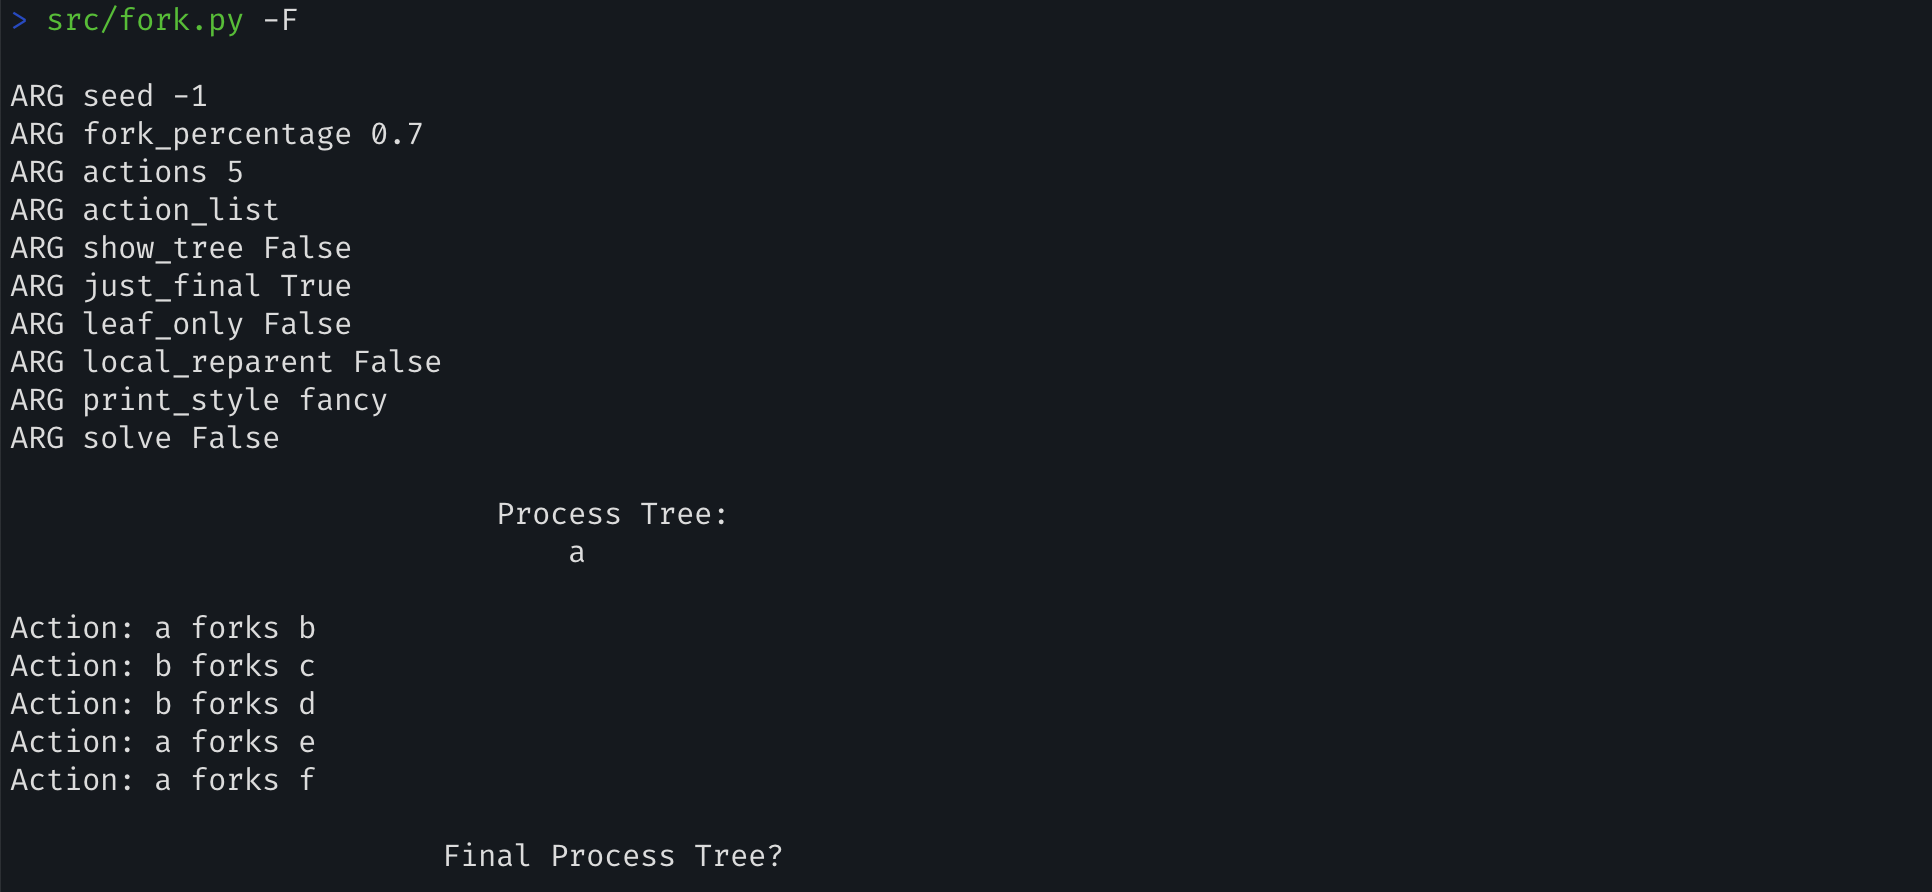 > src/fork.py -F
ARG seed -1
ARG fork_percentage 0.7
ARG actions 5
ARG action_list
ARG show_tree False
ARG just_final True
ARG leaf_only False
ARG local_reparent False
ARG print_style fancy
ARG solve False
Process Tree:
a
Action: a forks b
Action: b forks c
Action: b forks d
Action: a forks e
Action: a forks f
Final Process Tree?